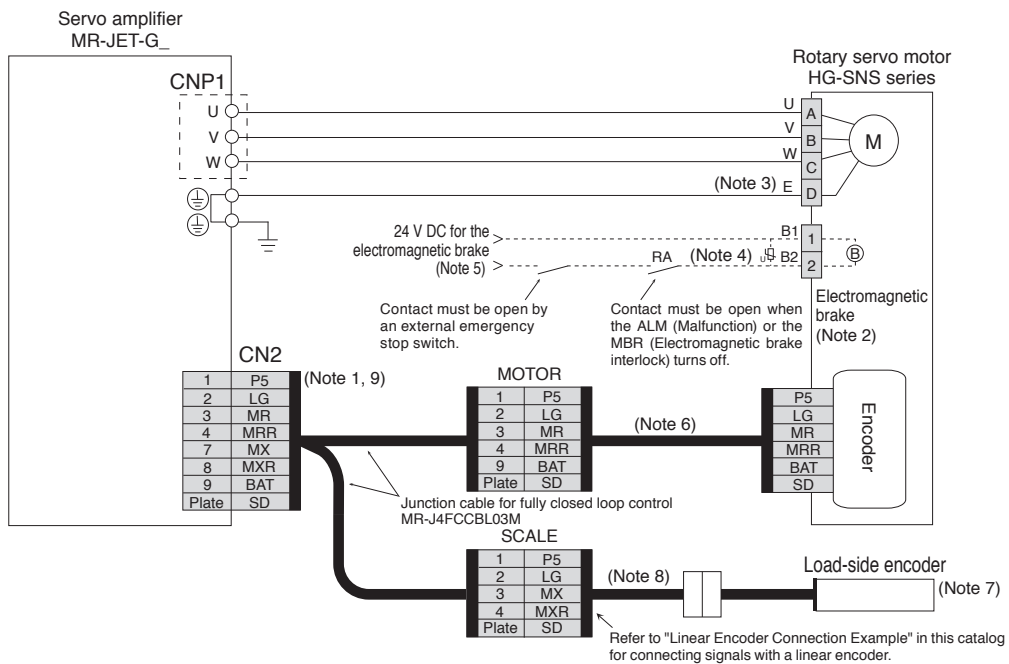 Servo amplifier
MR-JET-G_
Rotary servo motor
HG-SNS series
CNP1
U
V
W
U A
V B
W C
(Note 3) E D
M
24 V DC for the
electromagnetic brake
(Note 5)
B1 1
RA (Note 4) U B2 2
B
Contact must be open by
an external emergency
stop switch.
Contact must be open when
the ALM (Malfunction) or the
MBR (Electromagnetic brake
interlock) turns off.
Electromagnetic
brake
(Note 2)
CN2
(Note 1, 9)
1 P5
2 LG
3 MR
4 MRR
7 MX
8 MXR
9 BAT
Plate SD
MOTOR
1 P5
2 LG
3 MR
4 MRR
9 BAT
Plate SD
(Note 6)
P5
LG
MR
MRR
BAT
SD
Encoder
Junction cable for fully closed loop control
MR-J4FCCBL03M
SCALE
1 P5
2 LG
3 MX
4 MXR
Plate SD
(Note 8)
Load-side encoder
(Note 7)
Refer to "Linear Encoder Connection Example" in this catalog
for connecting signals with a linear encoder.